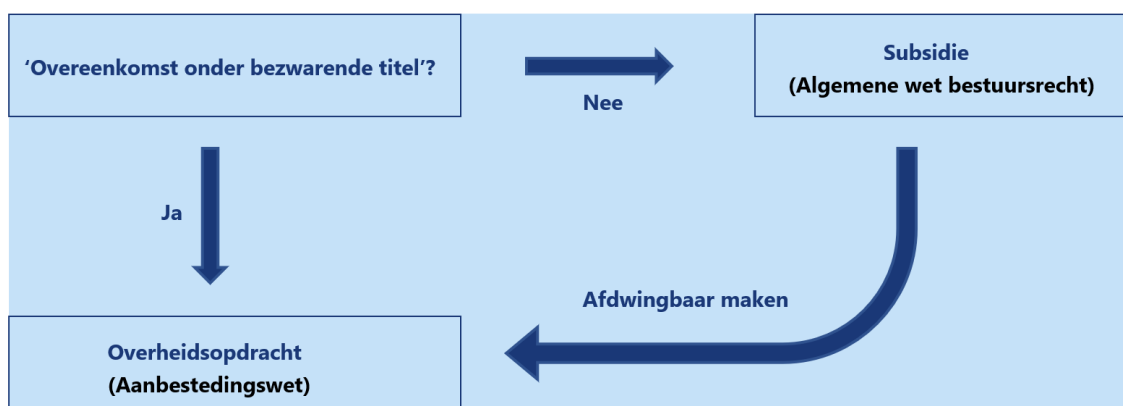 ‘Overeenkomst onder bezwarende titel’?
Nee
Subsidie
(Algemene wet bestuursrecht)
Ja
Afdwingbaar maken
Overheidsopdracht
(Aanbestedingswet)